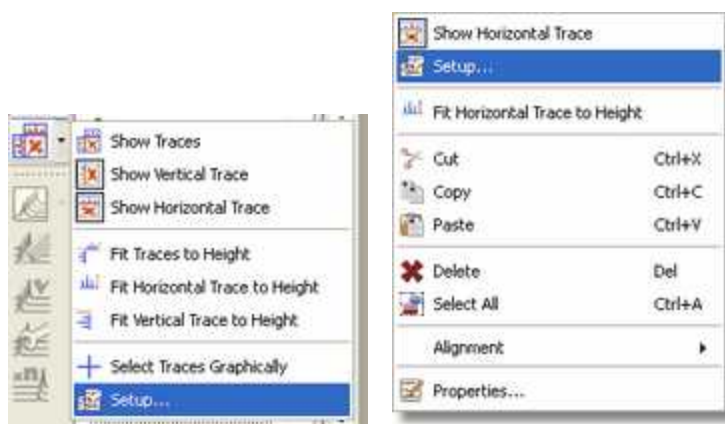 Show Traces
Show Vertical Trace
Show Horizontal Trace
Fit Traces to Height
Fit Horizontal Trace to Height
Fit Vertical Trace to Height
Select Traces Graphically
Setup...
Show Horizontal Trace
Setup...
Fit Horizontal Trace to Height
Cut Ctrl+X
Copy Ctrl+C
Paste Ctrl+V
Delete Del
Select All Ctrl+A
Alignment
Properties...